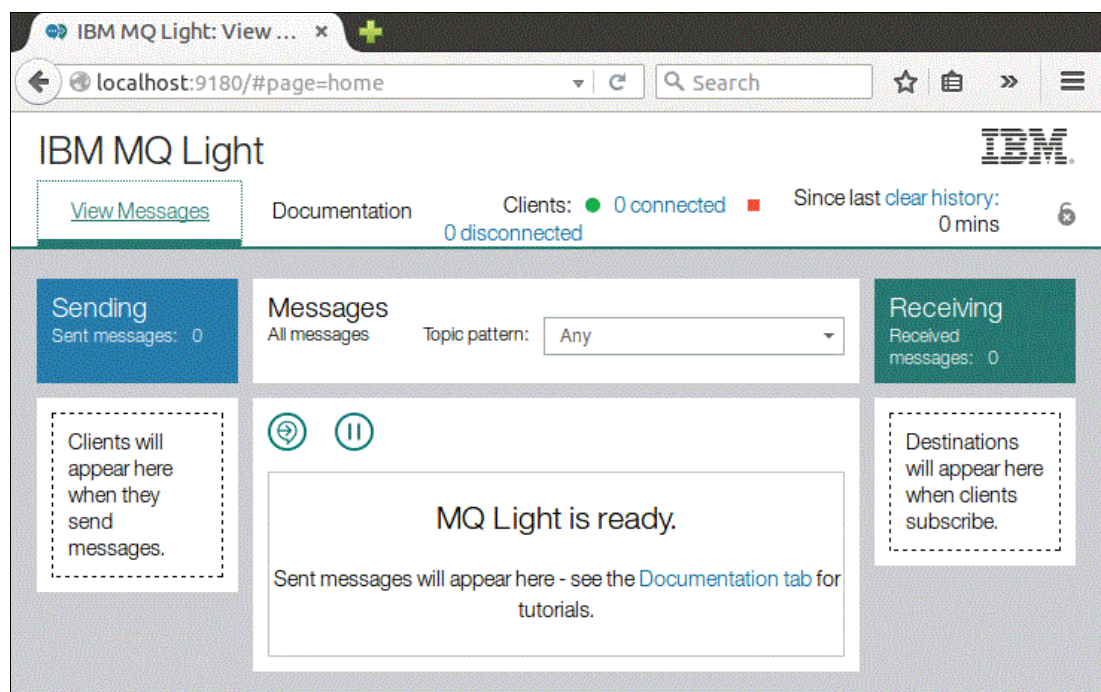 IBM MQ Light: View ...
localhost:9180/#page=home
Search
IBM MQ Light
IBM
View Messages
Documentation
Clients: 0 connected
0 disconnected
Since last clear history:
0 mins
Sending
Sent messages: 0
Messages
All messages
Topic pattern:
Any
Receiving
Received
messages: 0
Clients will
appear here
when they
send
messages.
MQ Light is ready.
Sent messages will appear here - see the Documentation tab for
tutorials.
Destinations
will appear here
when clients
subscribe.